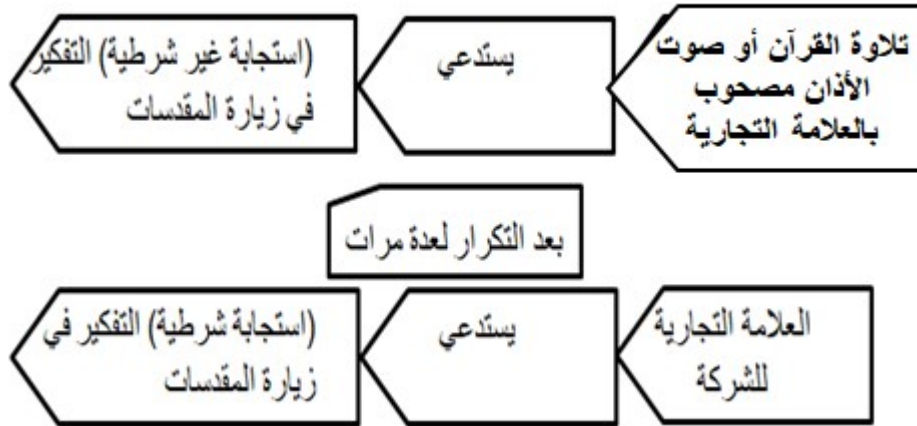 تلاوة القرآن أو صوت
الأذان مصحوب
بالعلامة التجارية
يستدعي
(استجابة غير شرطية) التفكير
في زيارة المقدسات
بعد التكرار لعدة مرات
العلامة التجارية
للشركة
يستدعي
(استجابة شرطية) التفكير في
زيارة المقدسات